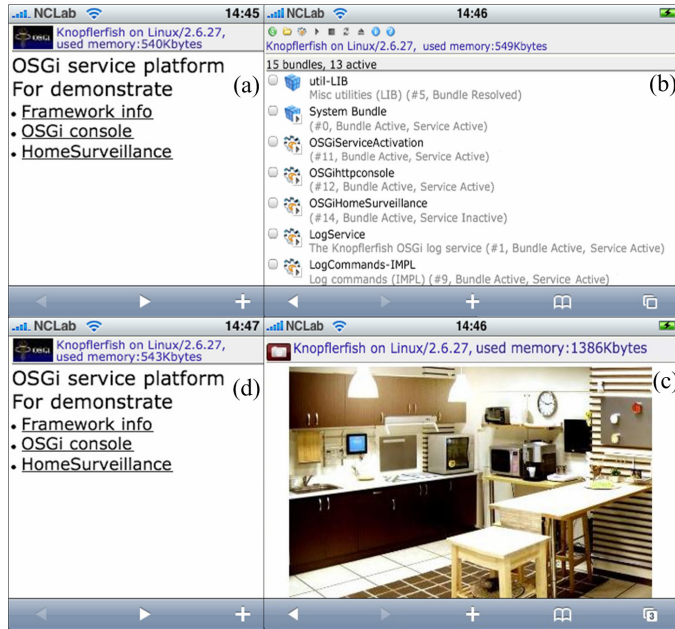 NCLab 14:45
Knopflerfish on Linux/2.6.27,
used memory:540Kbytes
OSGi service platform
(a)
For demonstrate
Framework info
OSGi console
HomeSurveillance
NCLab 14:46
Knopflerfish on Linux/2.6.27, used memory:549Kbytes
15 bundles, 13 active
(b)
util-LIB
Misc utilities (LIB) (#5, Bundle Resolved)
System Bundle
(#0, Bundle Active, Service Active)
OSGiServiceActivation
(#11, Bundle Active, Service Active)
OSGihttpconsole
(#12, Bundle Active, Service Active)
OSGiHomeSurveillance
(#14, Bundle Active, Service Inactive)
LogService
The Knopflerfish OSGi log service (#1, Bundle Active, Service Active)
LogCommands-IMPL
Log commands (IMPL) (#9, Bundle Active, Service Active)
NCLab 14:47
Knopflerfish on Linux/2.6.27,
used memory:543Kbytes
OSGi service platform
(d)
For demonstrate
Framework info
OSGi console
HomeSurveillance
NCLab 14:46
Knopflerfish on Linux/2.6.27, used memory:1386Kbytes
(c)
3